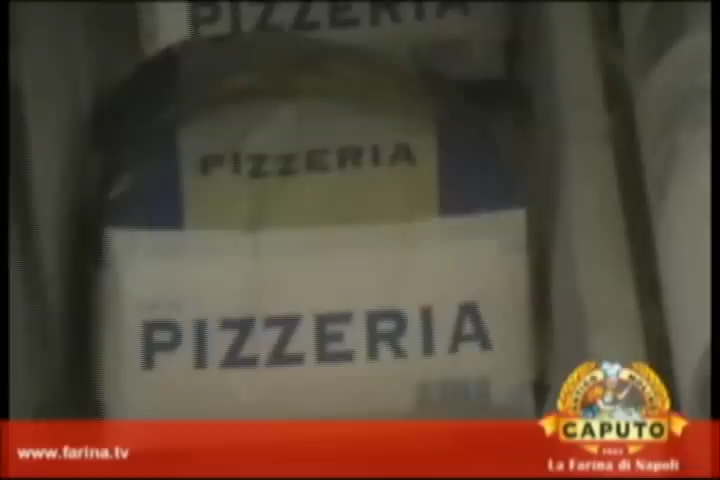 PIZZERIA
PIZZERIA
PIZZERIA
CAPUTO
www.farina.tv
La Farina di Napoli